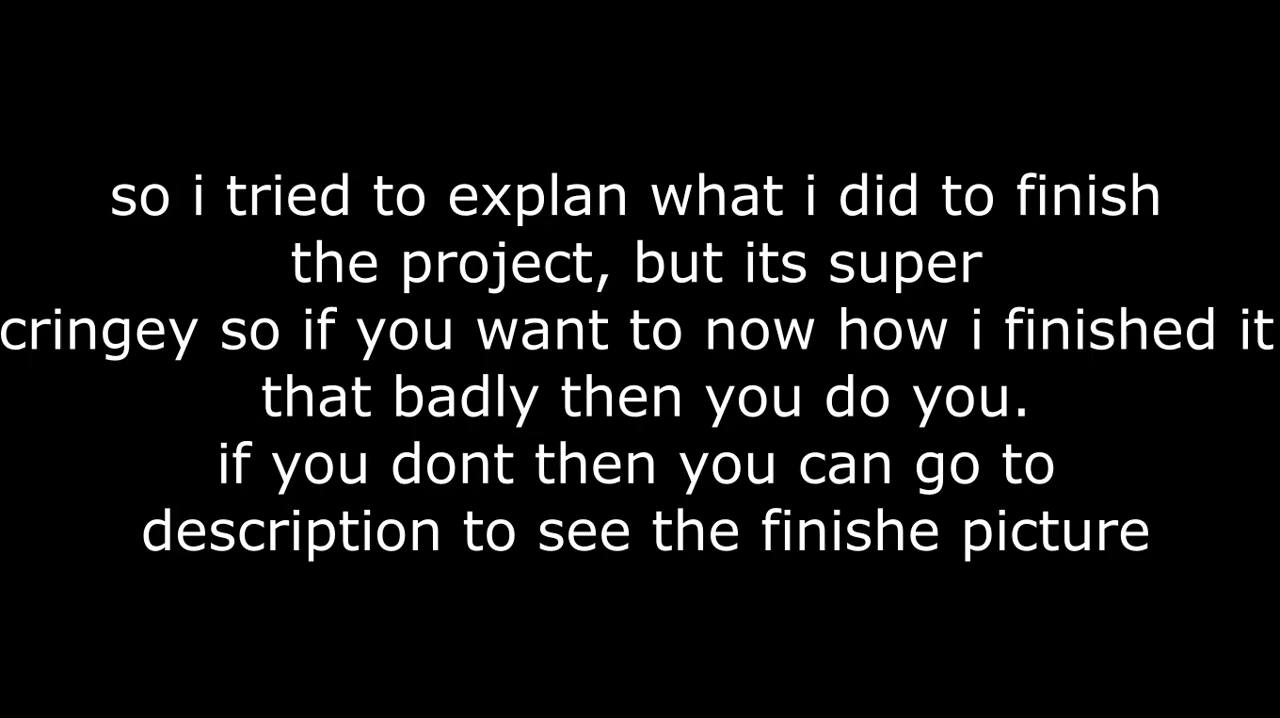 so i tried to explan what i did to finish
the project, but its super
cringey so if you want to now how i finished it
that badly then you do you.
if you dont then you can go to
description to see the finishe picture